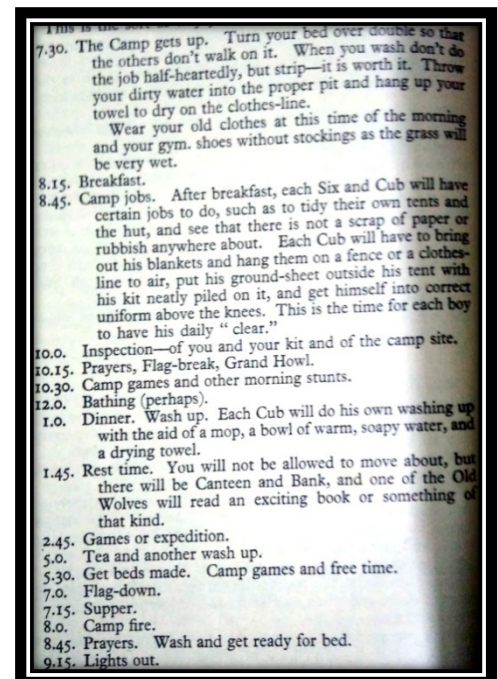 This is the sort of
7.30. The Camp gets up. Turn your bed over double so that
the others don't walk on it. When you wash don't do
the job half-heartedly, but strip—it is worth it. Throw
your dirty water into the proper pit and hang up your
towel to dry on the clothes-line.
Wear your old clothes at this time of the morning
and your gym. shoes without stockings as the grass will
be very wet.
8.15. Breakfast.
8.45. Camp jobs. After breakfast, each Six and Cub will have
certain jobs to do, such as to tidy their own tents and
the hut, and see that there is not a scrap of paper or
rubbish anywhere about. Each Cub will have to bring
out his blankets and hang them on a fence or a clothes-
line to air, put his ground-sheet outside his tent with
his kit neatly piled on it, and get himself into correct
uniform above the knees. This is the time for each boy
to have his daily “ clear.”
10.0. Inspection—of you and your kit and of the camp site.
10.15. Prayers, Flag-break, Grand Howl.
10.30. Camp games and other morning stunts.
12.0. Bathing (perhaps).
1.0. Dinner. Wash up. Each Cub will do his own washing up
with the aid of a mop, a bowl of warm, soapy water, and
a drying towel.
1.45. Rest time. You will not be allowed to move about, but
there will be Canteen and Bank, and one of the Old
Wolves will read an exciting book or something of
that kind.
2.45. Games or expedition.
5.0. Tea and another wash up.
5.30. Get beds made. Camp games and free time.
7.0. Flag-down.
7.15. Supper.
8.0. Camp fire.
8.45. Prayers. Wash and get ready for bed.
9.15. Lights out.